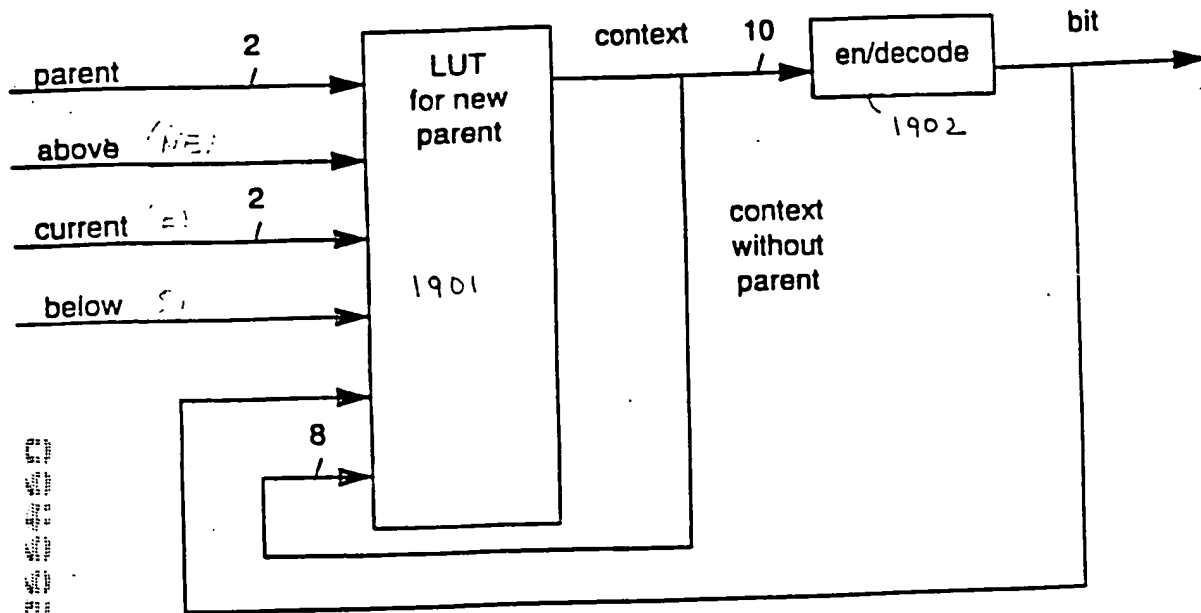 parent 2
above
current 2
below
8
LUT
for new
parent
1901
context 10
en/decode
1902
bit
context
without
parent